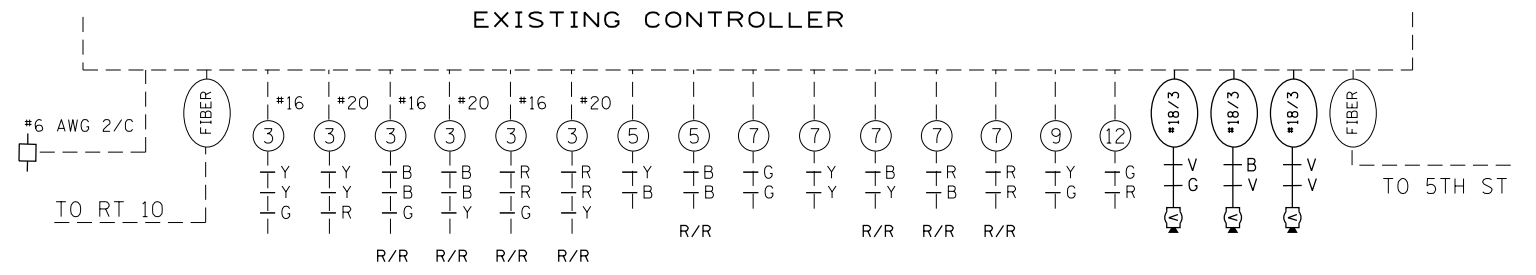 EXISTING CONTROLLER
#16 #20 #16 #20 #16 #20
#6 AWG 2/C
FIBER
3 3 3 3 3 3 5 5 7 7 7 7 7 9 12
#18/3 #18/3 #18/3
FIBER
Y Y B B R R Y B G Y B R R Y G V B V
Y Y B B R R B B G Y Y B R G R G V V
G R G Y G Y
TO RT 10
TO 5TH ST
V V V
R/R R/R R/R R/R
R/R R/R R/R R/R